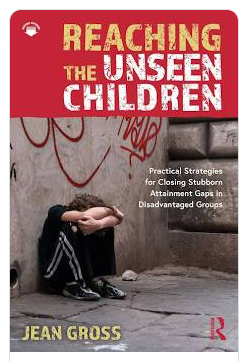 REACHING
THE UNSEEN
CHILDREN
Practical Strategies
for Closing Stubborn
Attainment Gaps in
Disadvantaged Groups
JEAN GROSS
R